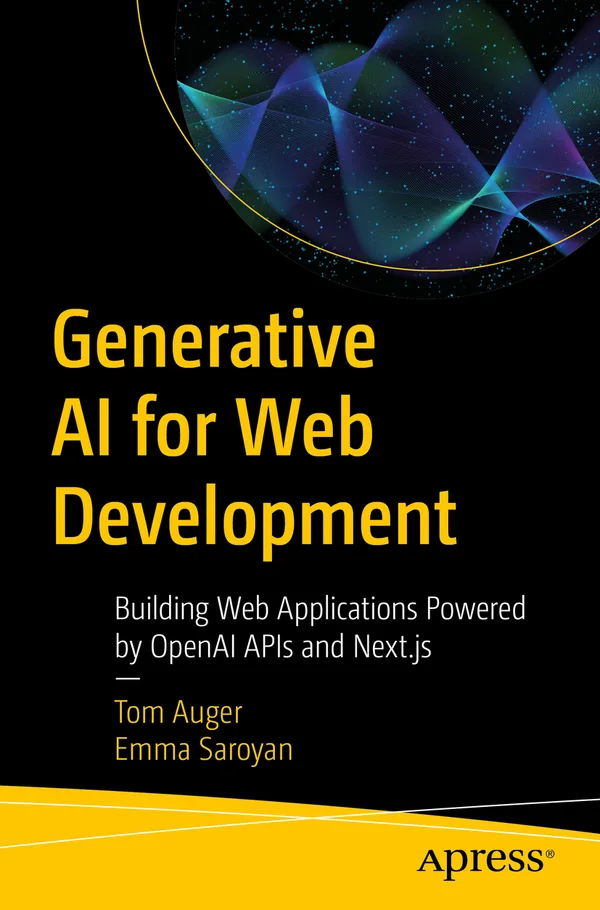 Generative
AI for Web
Development
Building Web Applications Powered
by OpenAI APIs and Next.js
—
Tom Auger
Emma Saroyan
Apress®